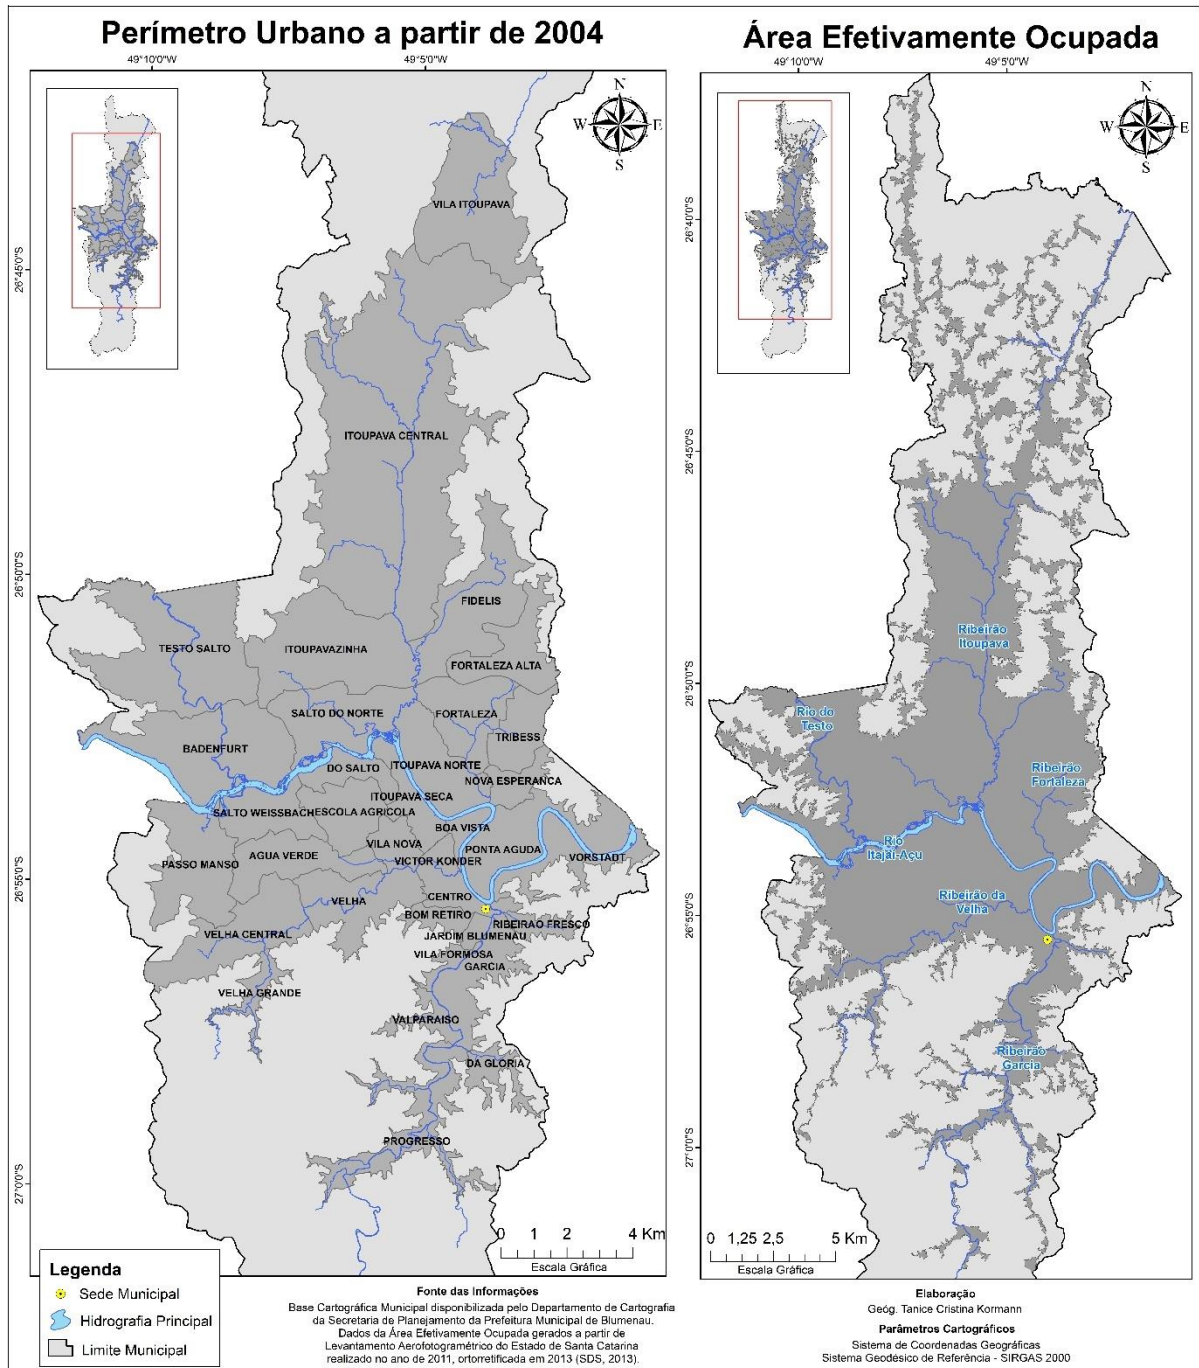 Perímetro Urbano a partir de 2004
49°10'0"W
49°5'0"W
N
W
E
S
26°45'0"S
26°50'0"S
26°55'0"S
27°0'0"S
VILA ITOUPAVA
ITOUPAVA CENTRAL
FIDELIS
TESTO SALTO
ITOUPAVAZINHA
FORTALEZA ALTA
SALTO DO NORTE
FORTALEZA
TRIBESS
BADENFURT
DO SALTO
ITOUPAVA NORTE
NOVA ESPERANCA
ITOUPAVA SECA
SALTO WEISSBACH
ESCOLA AGRICOLA
BOA VISTA
VILA NOVA
PONTA AGUDA
AGUA VERDE
VICTOR KONDER
VORSTADT
PASSO MANSO
CENTRO
VELHA
BOM RETIRO
RIBEIRAO FRESCO
VELHA CENTRAL
JARDIM BLUMENAU
VILA FORMOSA
GARCIA
VELHA GRANDE
VALPARAISO
DA GLORIA
PROGRESSO
0 1 2 4 Km
Escala Gráfica
Legenda
Sede Municipal
Hidrografia Principal
Limite Municipal
Fonte das Informações
Base Cartográfica Municipal disponibilizada pelo Departamento de Cartografia
da Secretaria de Planejamento da Prefeitura Municipal de Blumenau.
Dados da Área Efetivamente Ocupada gerados a partir de
Levantamento Aerofotogramétrico do Estado de Santa Catarina
realizado no ano de 2011, ortorretificada em 2013 (SDS, 2013).
Área Efetivamente Ocupada
49°10'0"W
49°5'0"W
N
W
E
S
26°40'0"S
26°45'0"S
26°50'0"S
26°55'0"S
27°0'0"S
Ribeirão
Itoupava
Rio do
Testo
Ribeirão
Fortaleza
Rio
Itajaí-Açu
Ribeirão da
Velha
Ribeirão
Garcia
0 1,25 2,5 5 Km
Escala Gráfica
Elaboração
Geóg. Tanice Cristina Kormann
Parâmetros Cartográficos
Sistema de Coordenadas Geográficas
Sistema Geodésico de Referência - SIRGAS 2000